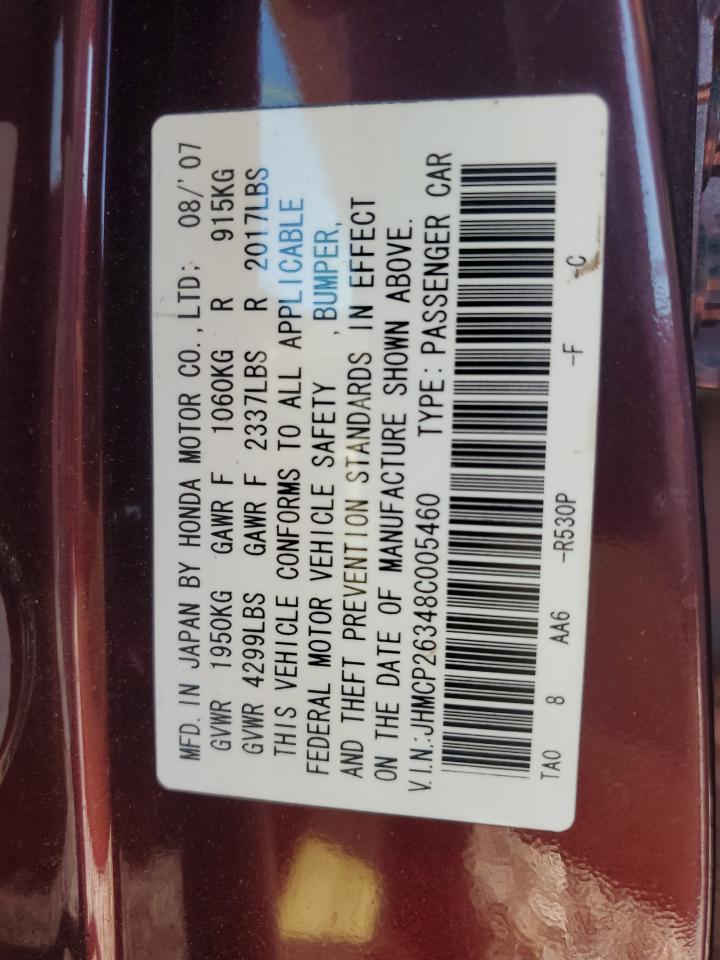 MFD. IN JAPAN BY HONDA MOTOR CO., LTD; 08/'07
GVWR 1950KG GAWR F 1060KG R 915KG
GVWR 4299LBS GAWR F 2337LBS R 2017LBS
THIS VEHICLE CONFORMS TO ALL APPLICABLE
FEDERAL MOTOR VEHICLE SAFETY , BUMPER,
AND THEFT PREVENTION STANDARDS IN EFFECT
ON THE DATE OF MANUFACTURE SHOWN ABOVE.
V.I.N.:JHMCP26348C005460 TYPE:PASSENGER CAR
TA0 8 AA6 -R530P -F C